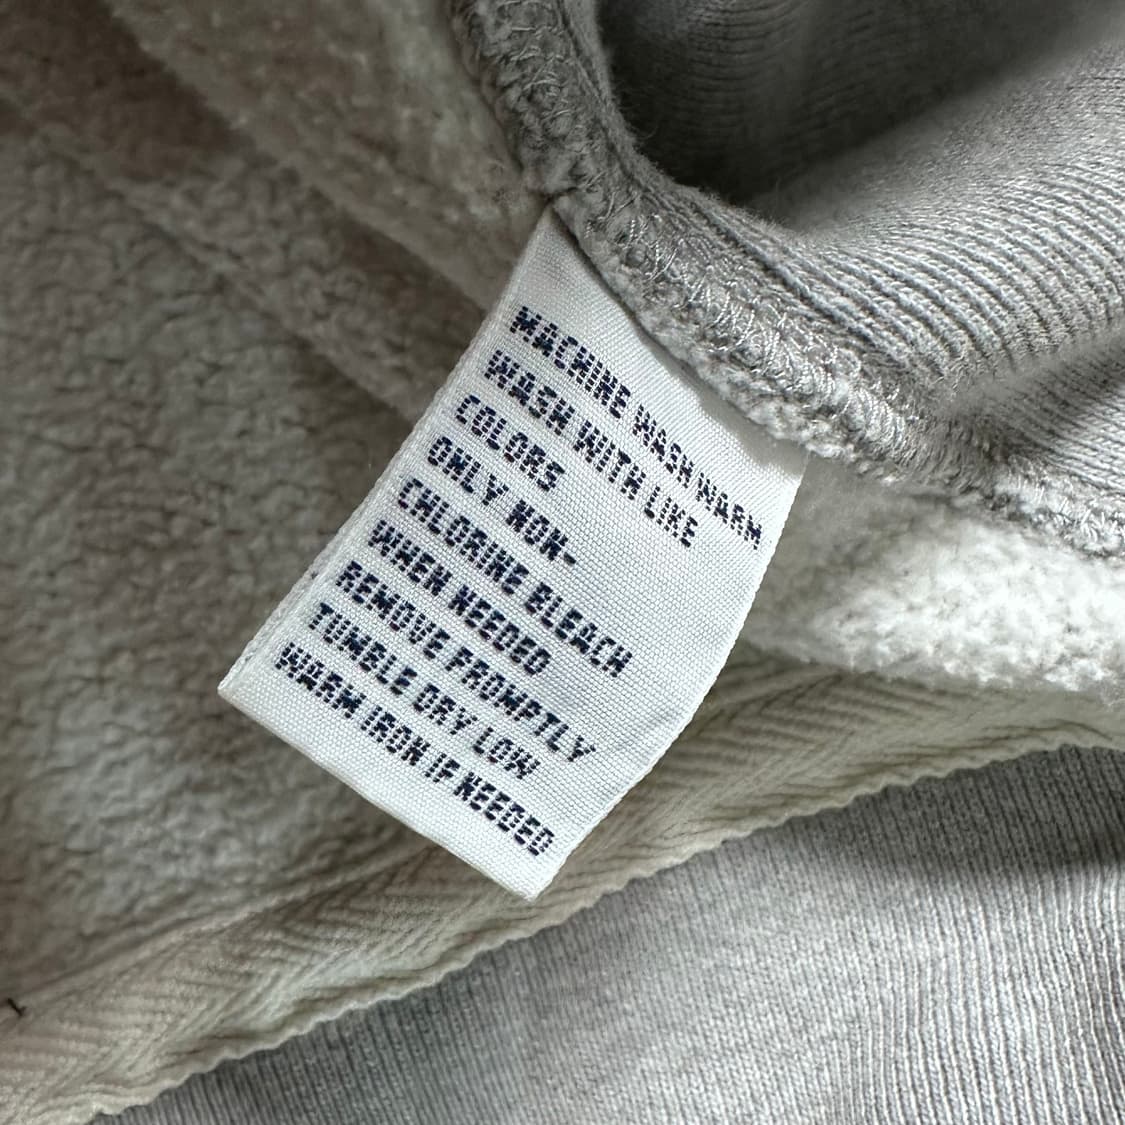 MACHINE WASH WARM
WASH WITH LIKE
COLORS
ONLY NON-
CHLORINE BLEACH
WHEN NEEDED
REMOVE PROMPTLY
TUMBLE DRY LOW
WARM IRON IF NEEDED